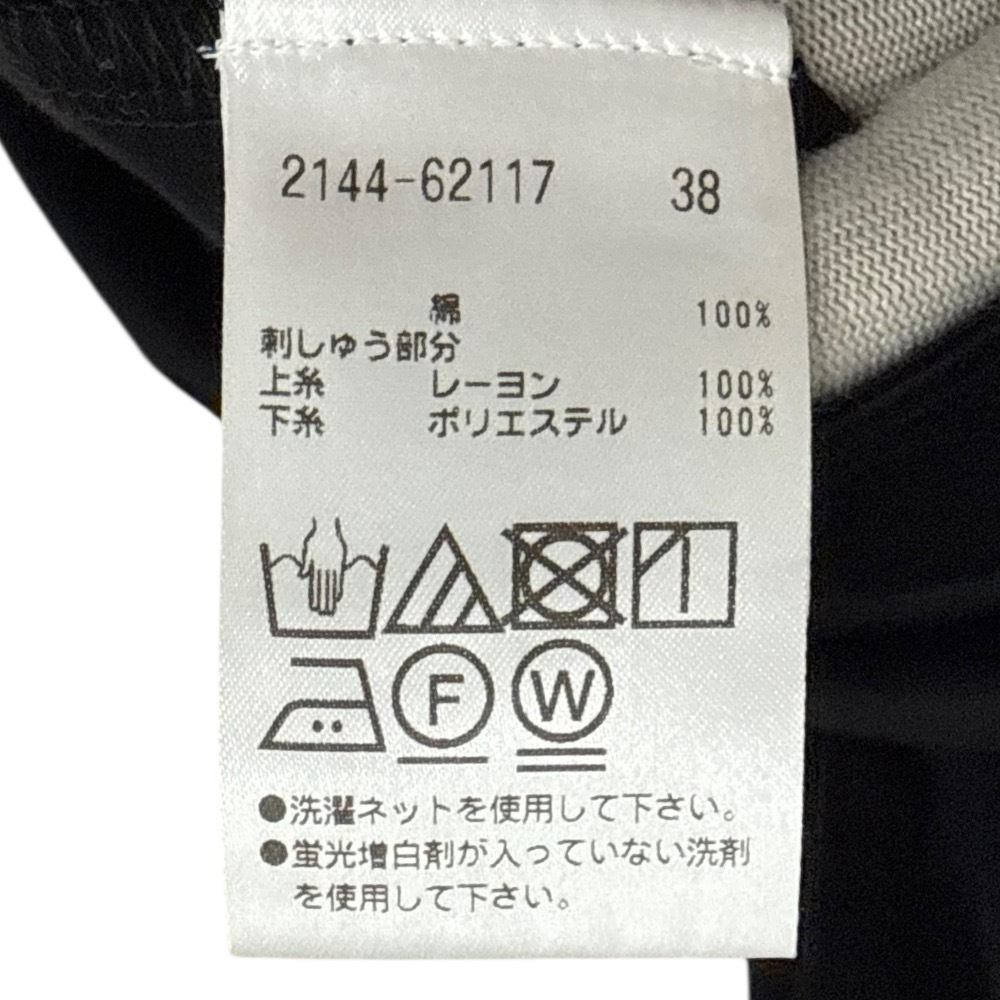 2144-62117 38
綿 100%
刺しゅう部分
上糸 レーヨン 100%
下糸 ポリエステル 100%
F W
●洗濯ネットを使用して下さい。
●蛍光増白剤が入っていない洗剤
を使用して下さい。